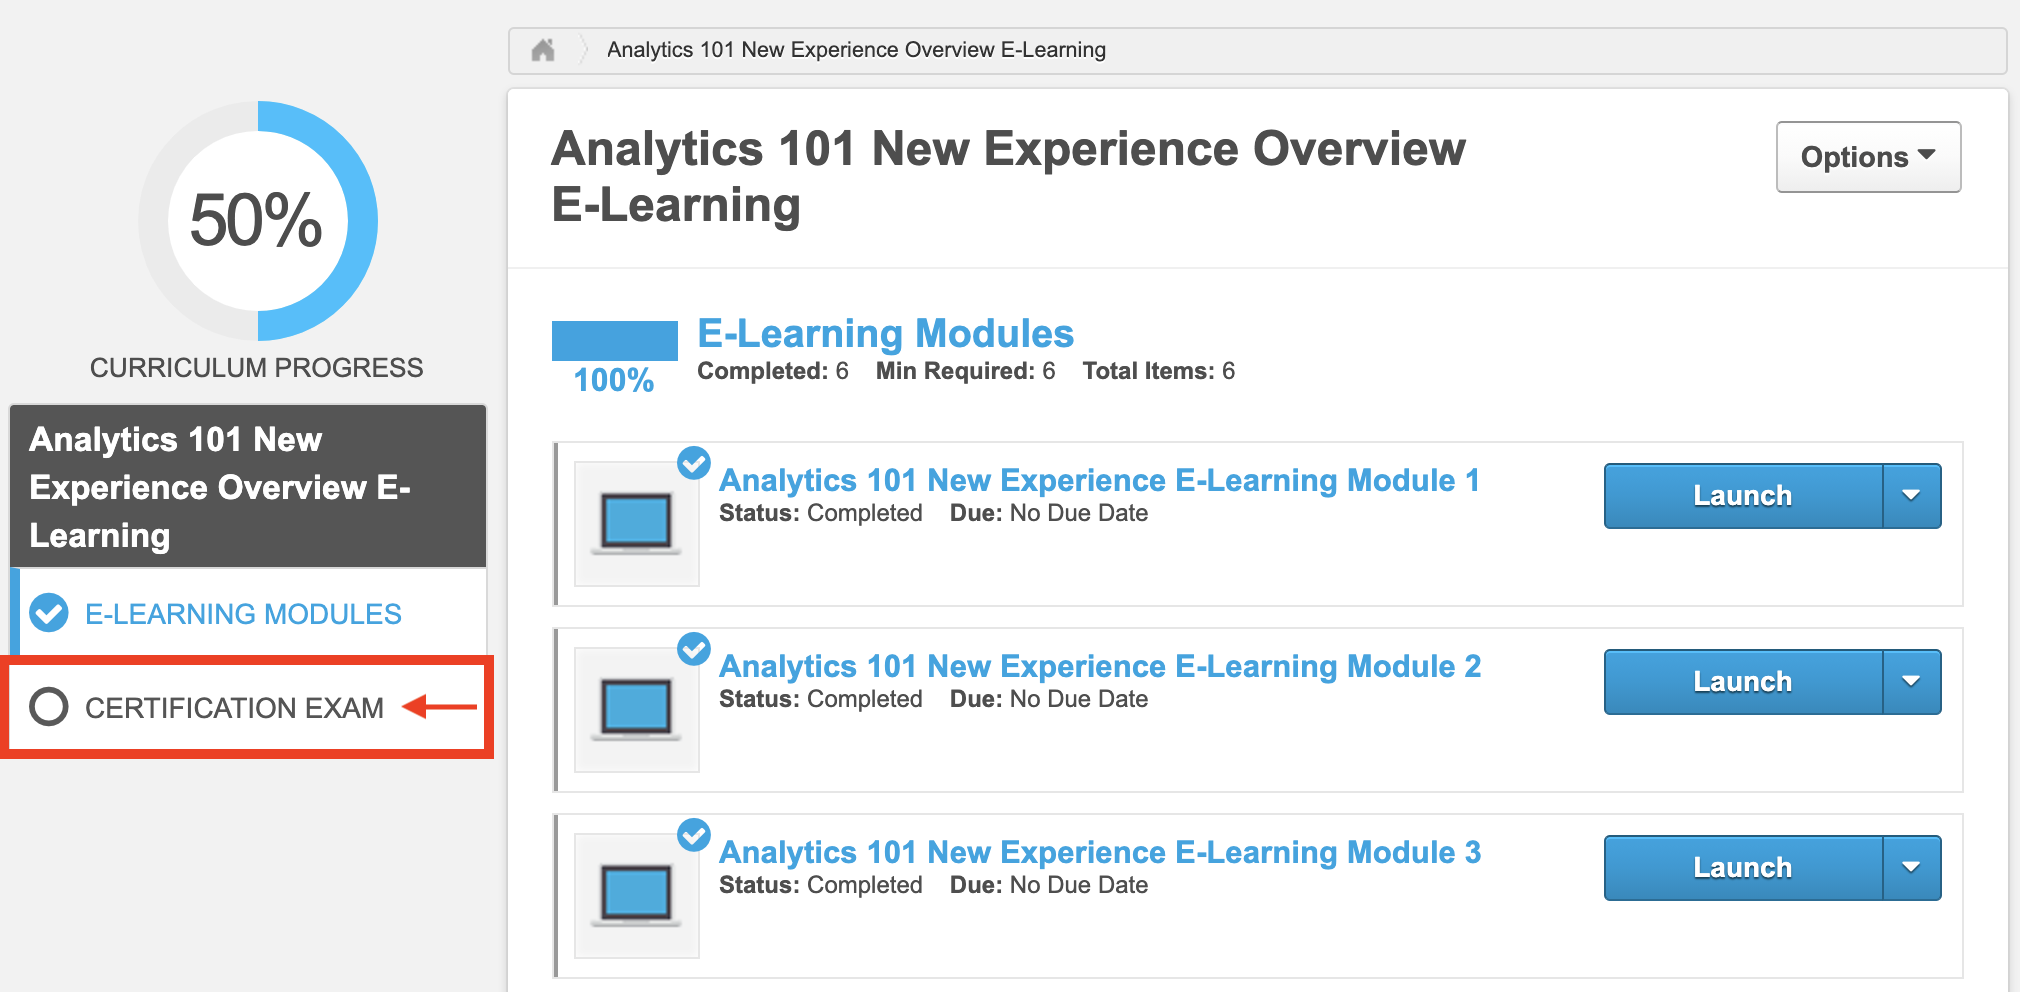 Analytics 101 New Experience Overview E-Learning
50%
CURRICULUM PROGRESS
Analytics 101 New
Experience Overview E-
Learning
E-LEARNING MODULES
CERTIFICATION EXAM
Analytics 101 New Experience Overview
E-Learning
Options
E-Learning Modules
100%
Completed: 6 Min Required: 6 Total Items: 6
Analytics 101 New Experience E-Learning Module 1
Status: Completed Due: No Due Date
Launch
Analytics 101 New Experience E-Learning Module 2
Status: Completed Due: No Due Date
Launch
Analytics 101 New Experience E-Learning Module 3
Status: Completed Due: No Due Date
Launch